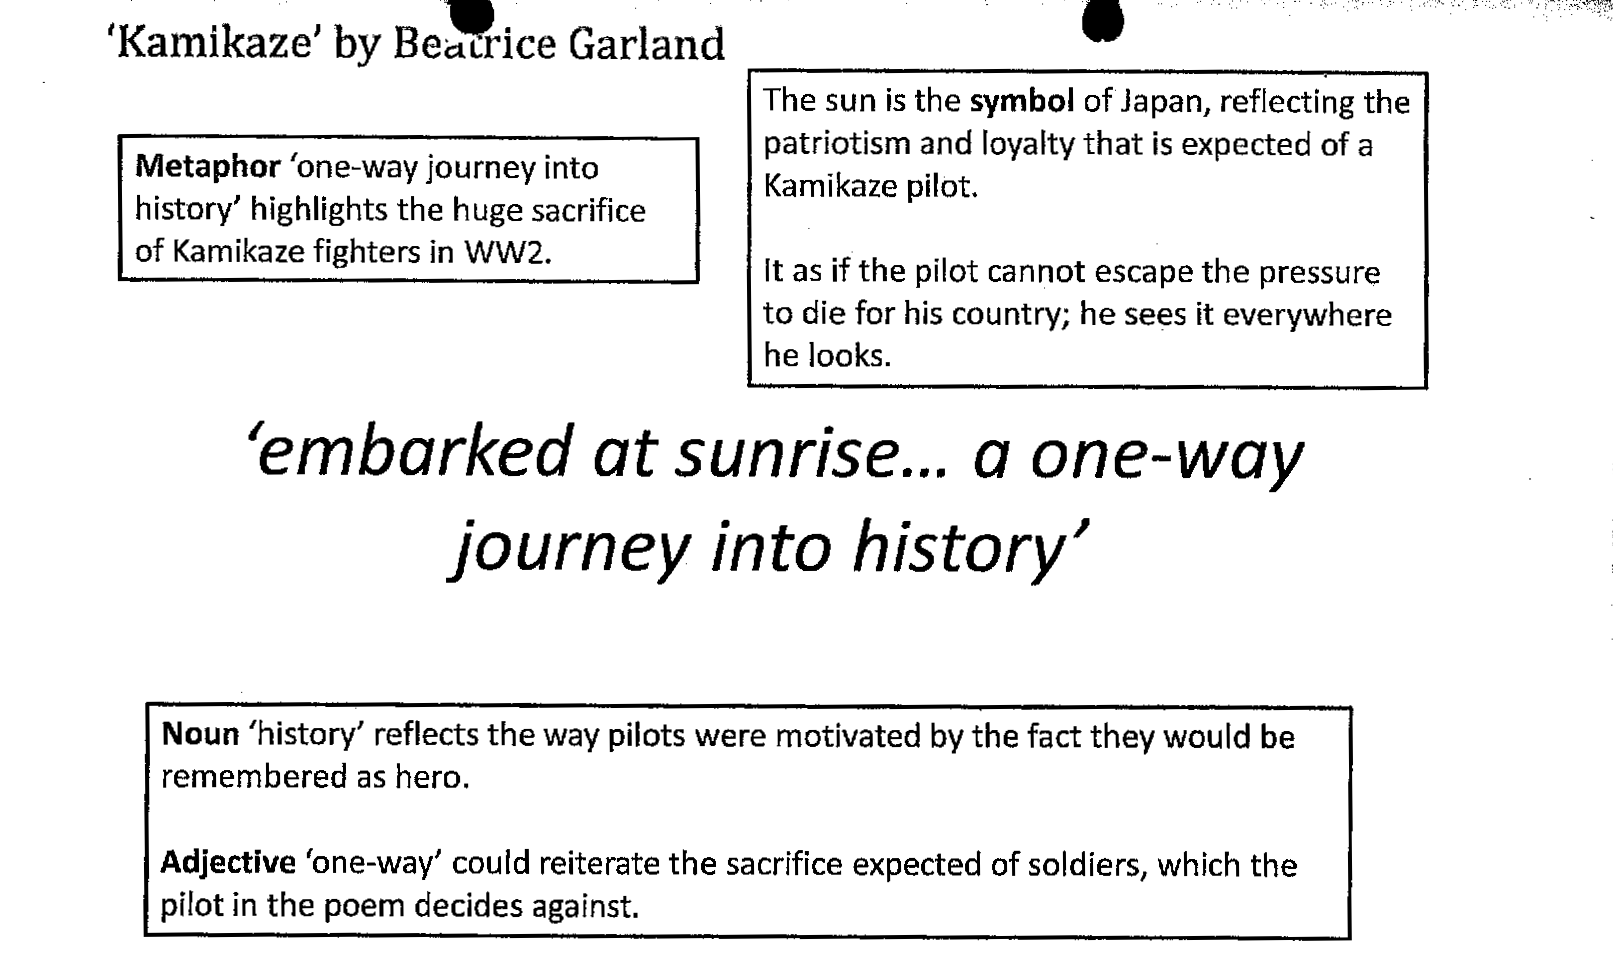 ‘Kamikaze’ by Beatrice Garland
Metaphor ‘one-way journey into
history’ highlights the huge sacrifice
of Kamikaze fighters in WW2.
The sun is the symbol of Japan, reflecting the
patriotism and loyalty that is expected of a
Kamikaze pilot.
It as if the pilot cannot escape the pressure
to die for his country; he sees it everywhere
he looks.
‘embarked at sunrise... a one-way
journey into history’
Noun ‘history’ reflects the way pilots were motivated by the fact they would be
remembered as hero.
Adjective ‘one-way’ could reiterate the sacrifice expected of soldiers, which the
pilot in the poem decides against.